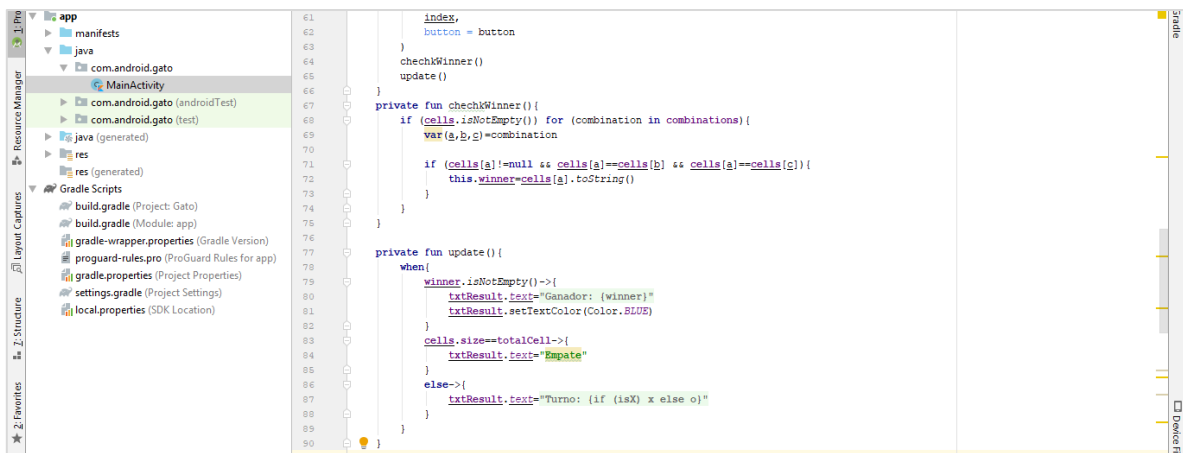 1: Pro
Resource Manager
Layout Captures
7: Structure
2: Favorites
app
manifests
java
com.android.gato
MainActivity
com.android.gato (androidTest)
com.android.gato (test)
java (generated)
res
res (generated)
Gradle Scripts
build.gradle (Project: Gato)
build.gradle (Module: app)
gradle-wrapper.properties (Gradle Version)
proguard-rules.pro (ProGuard Rules for app)
gradle.properties (Project Properties)
settings.gradle (Project Settings)
local.properties (SDK Location)
61 index,
62 button = button
63 )
64 chechkWinner()
65 update()
66 }
67 private fun chechkWinner(){
68 if (cells.isNotEmpty()) for (combination in combinations){
69 var(a,b,c)=combination
70
71 if (cells[a]!=null && cells[a]==cells[b] && cells[a]==cells[c]){
72 this.winner=cells[a].toString()
73 }
74 }
75 }
76
77 private fun update(){
78 when{
79 winner.isNotEmpty()->{
80 txtResult.text="Ganador: {winner}"
81 txtResult.setTextColor(Color.BLUE)
82 }
83 cells.size==totalCell->{
84 txtResult.text="Empate"
85 }
86 else->{
87 txtResult.text="Turno: {if (isX) x else o}"
88 }
89 }
90 }
Gradle
Device Fi